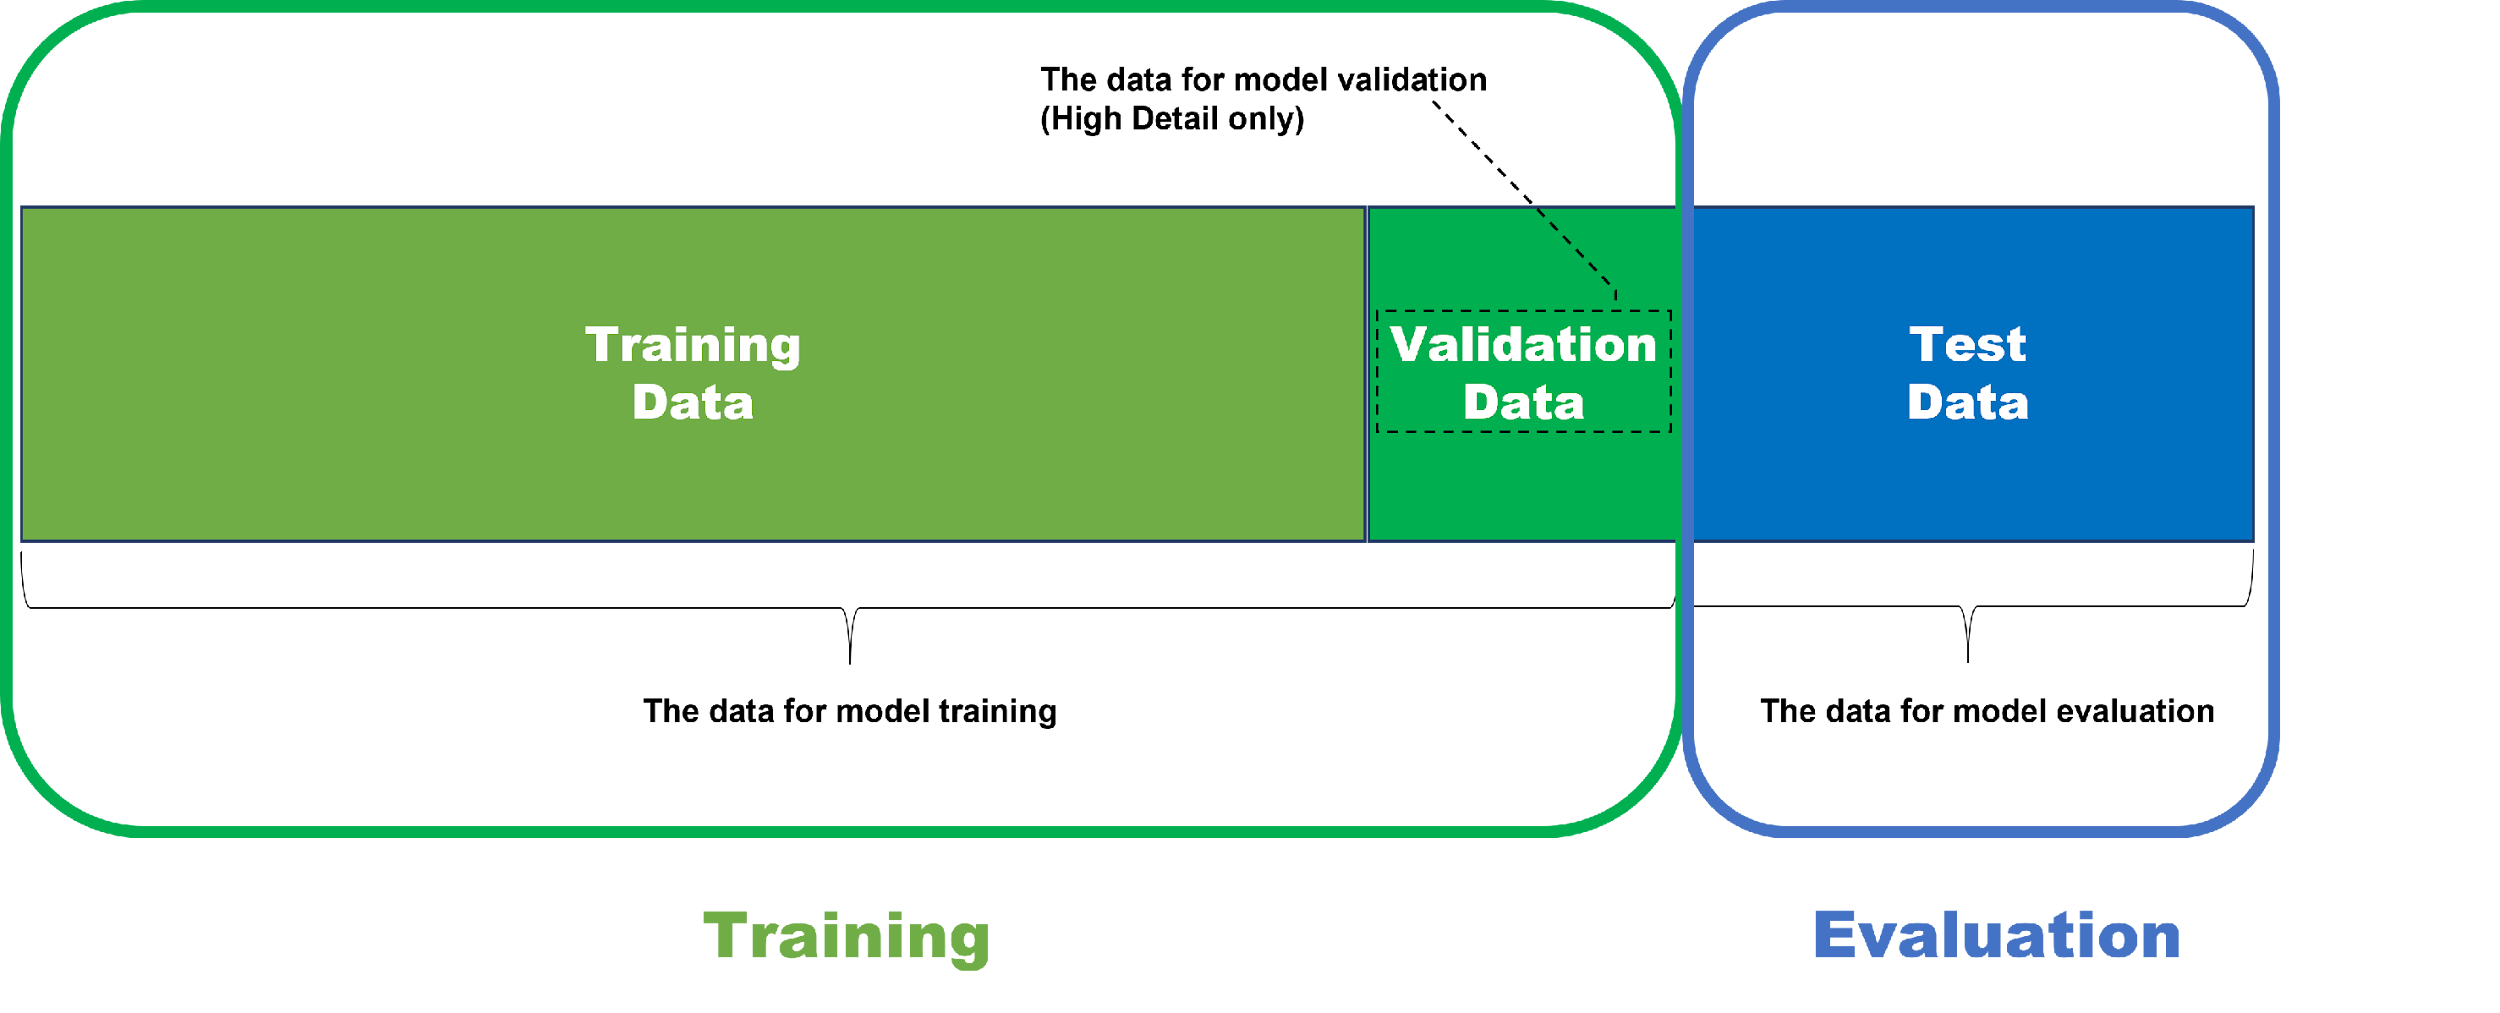 The data for model validation
(High Detail only)
Training
Data
Validation
Data
Test
Data
The data for model training
The data for model evaluation
Training
Evaluation